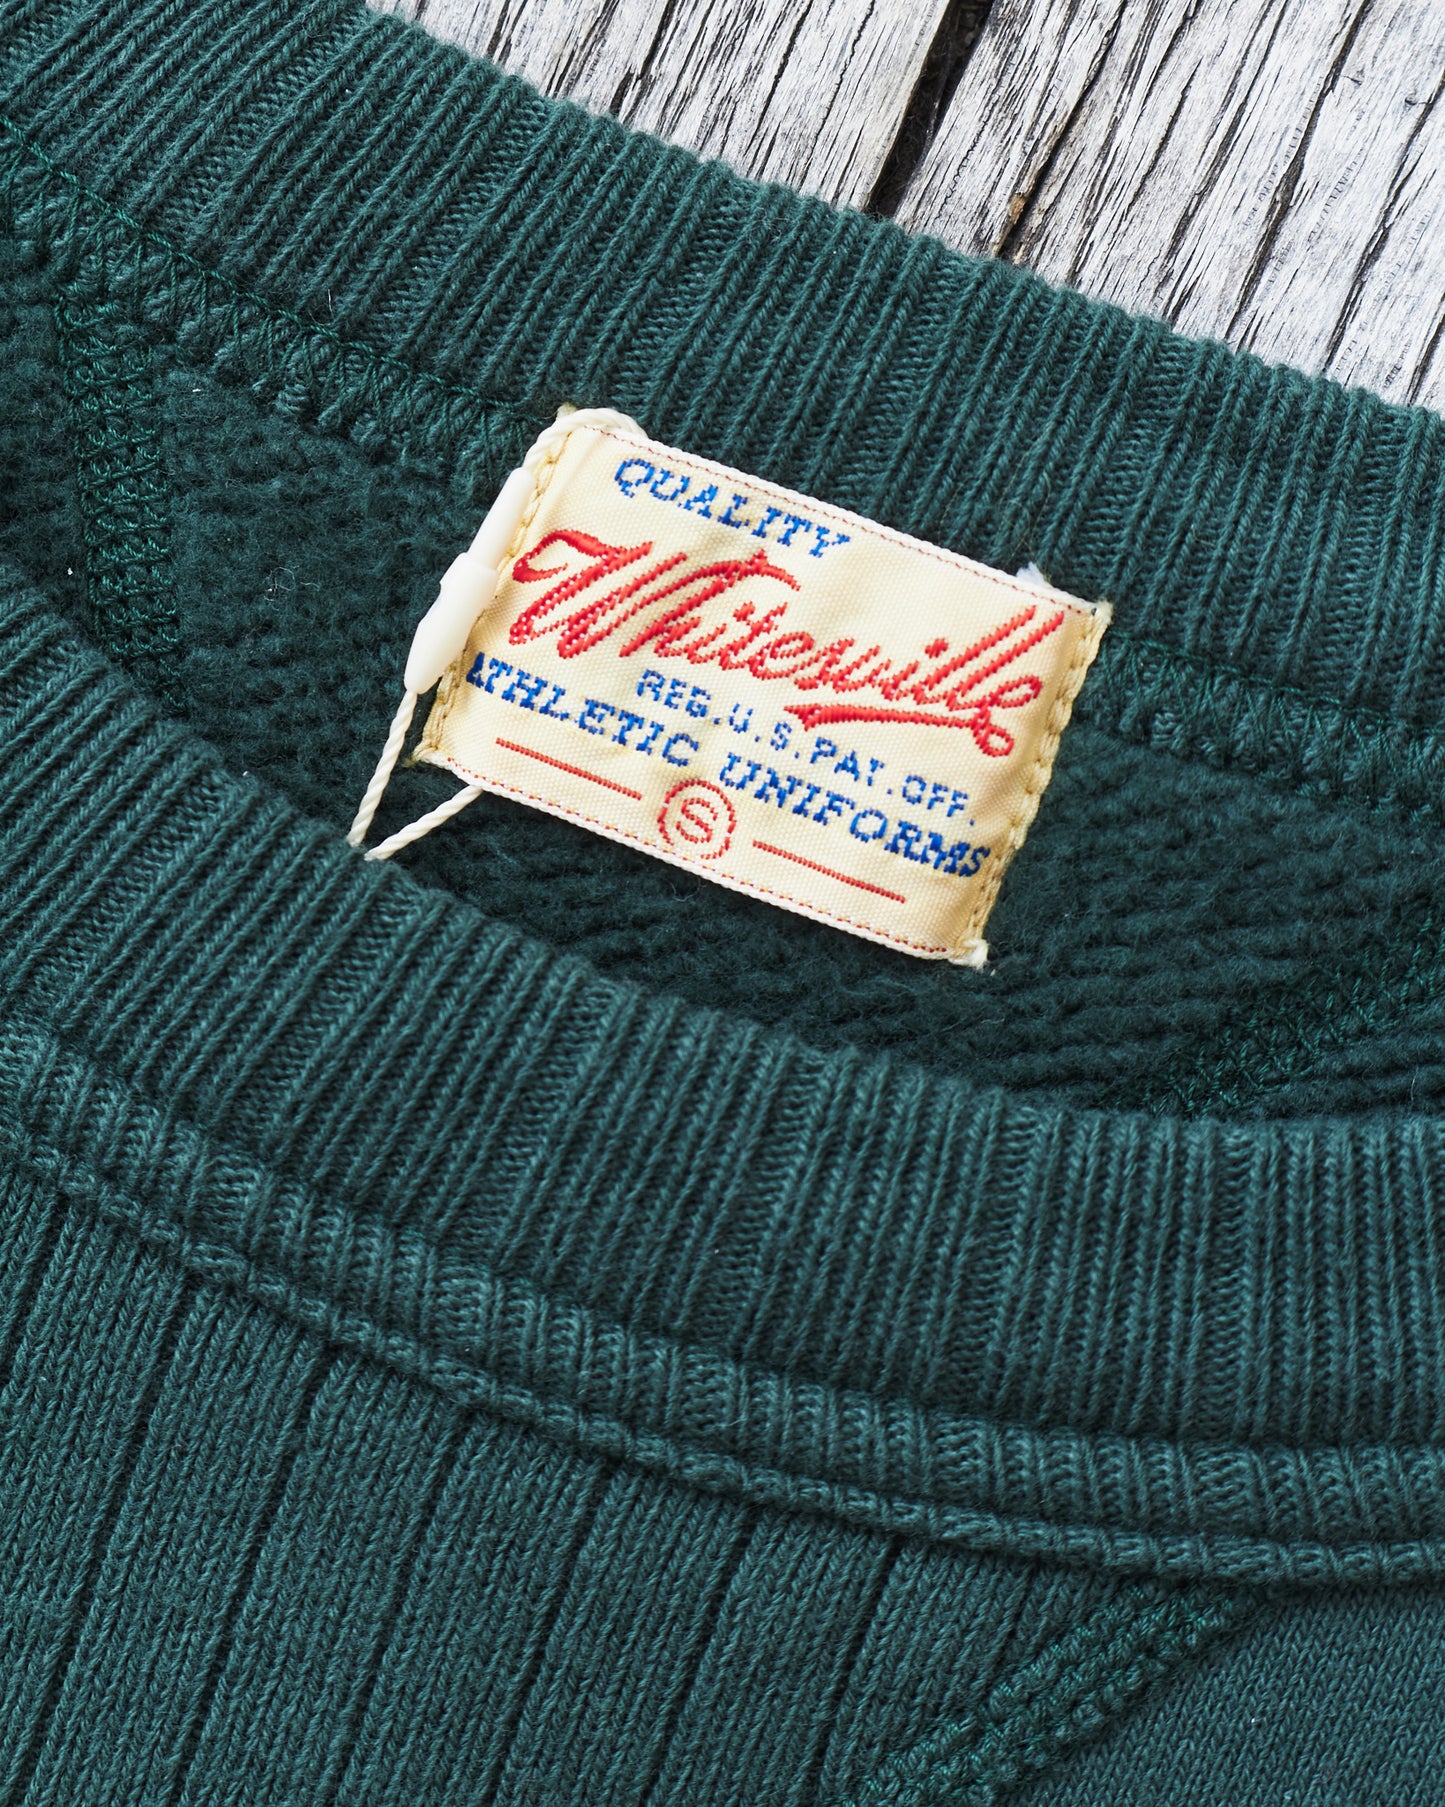 QUALITY
Whitesville
REG.U.S.PAT.OFF.
ATHLETIC UNIFORMS
S